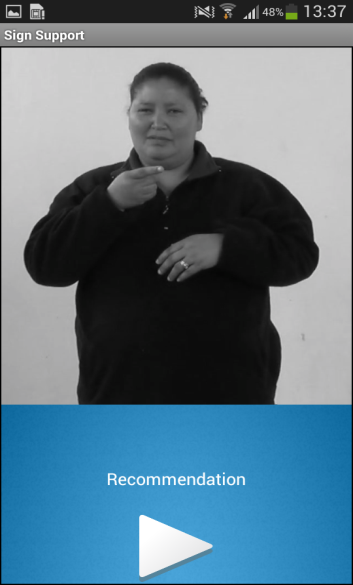 48% 13:37
Sign Support
Recommendation